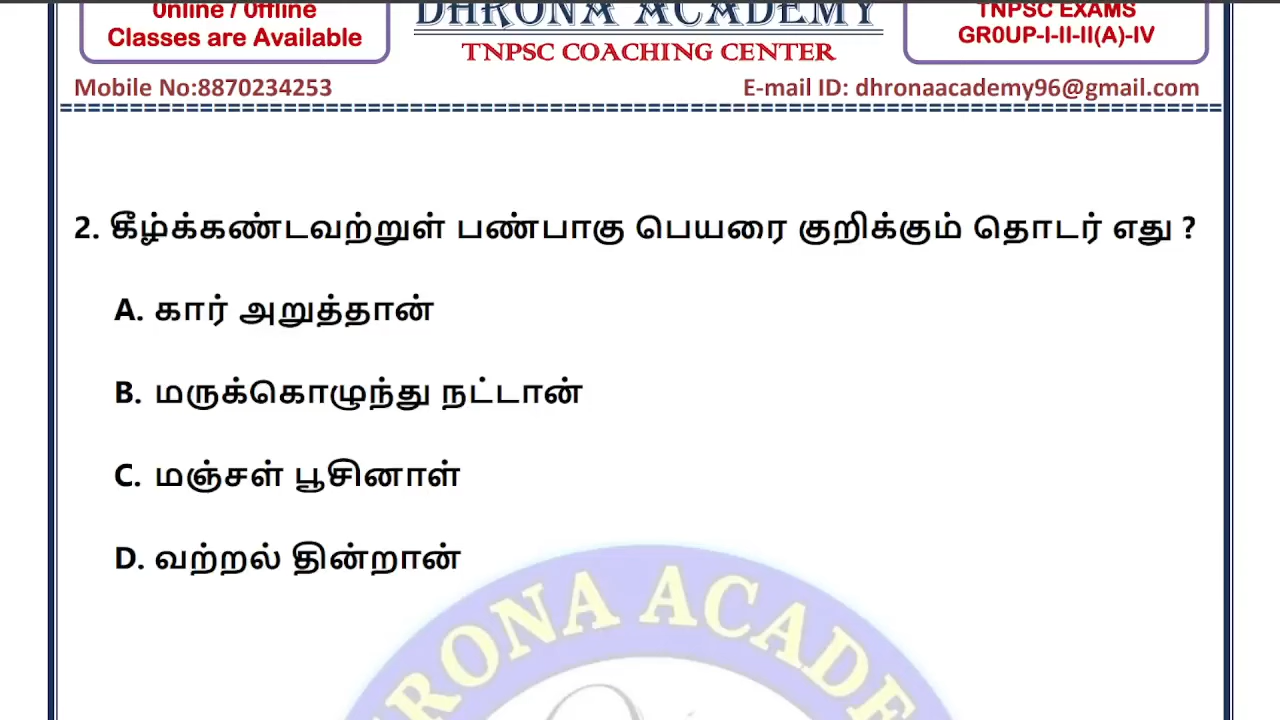 0nline / 0ffline
Classes are Available
DHRONA ACADEMY
TNPSC COACHING CENTER
TNPSC EXAMS
GR0UP-I-II-II(A)-IV
Mobile No:8870234253
E-mail ID: dhronaacademy96@gmail.com
2. கீழ்க்கண்டவற்றுள் பண்பாகு பெயரை குறிக்கும் தொடர் எது ?
A. கார் அறுத்தான்
B. மருக்கொழுந்து நட்டான்
C. மஞ்சள் பூசினாள்
D. வற்றல் தின்றான்
HRONA ACADE